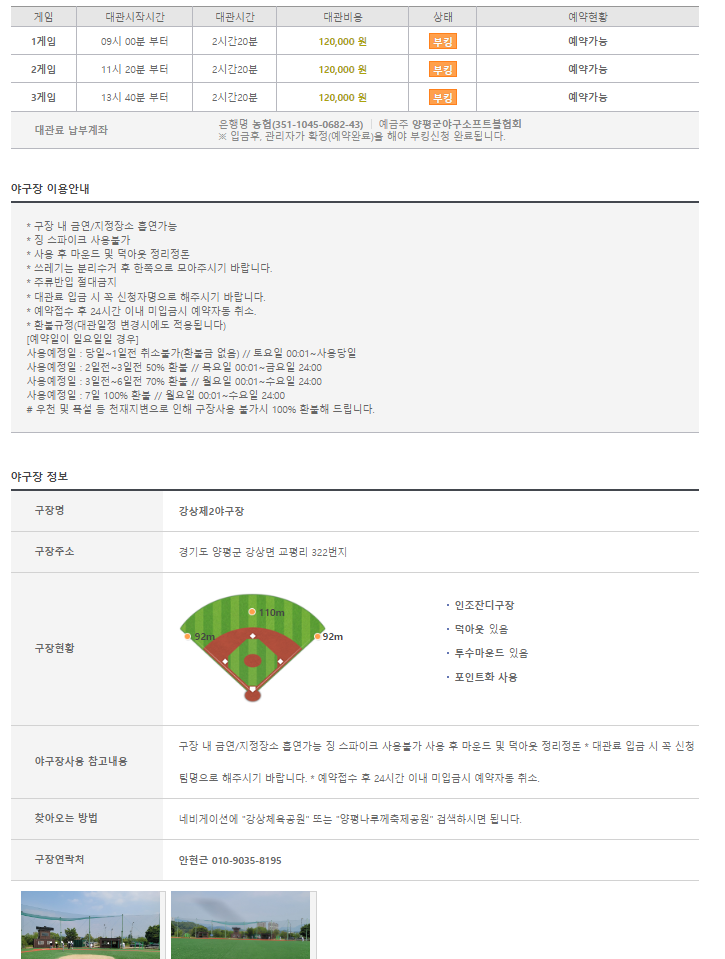 게임 대관시작시간 대관시간 대관비용 상태 예약현황
1게임 09시 00분 부터 2시간20분 120,000 원 부킹 예약가능
2게임 11시 20분 부터 2시간20분 120,000 원 부킹 예약가능
3게임 13시 40분 부터 2시간20분 120,000 원 부킹 예약가능
대관료 납부계좌
은행명 농협(351-1045-0682-43) | 예금주 양평군야구소프트볼협회
※ 입금후, 관리자가 확정(예약완료)을 해야 부킹신청 완료됩니다.
야구장 이용안내
* 구장 내 금연/지정장소 흡연가능
* 징 스파이크 사용불가
* 사용 후 마운드 및 덕아웃 정리정돈
* 쓰레기는 분리수거 후 한쪽으로 모아주시기 바랍니다.
* 주류반입 절대금지
* 대관료 입금 시 꼭 신청자명으로 해주시기 바랍니다.
* 예약접수 후 24시간 이내 미입금시 예약자동 취소.
* 환불규정(대관일정 변경시에도 적용됩니다)
[예약일이 일요일일 경우]
사용예정일 : 당일~1일전 취소불가(환불금 없음) // 토요일 00:01~사용당일
사용예정일 : 2일전~3일전 50% 환불 // 목요일 00:01~금요일 24:00
사용예정일 : 3일전~6일전 70% 환불 // 월요일 00:01~수요일 24:00
사용예정일 : 7일 100% 환불 // 월요일 00:01~수요일 24:00
# 우천 및 폭설 등 천재지변으로 인해 구장사용 불가시 100% 환불해 드립니다.
야구장 정보
구장명 강상제2야구장
구장주소 경기도 양평군 강상면 교평리 322번지
구장현황
110m
92m 92m
· 인조잔디구장
· 덕아웃 있음
· 투수마운드 있음
· 포인트화 사용
야구장사용 참고내용
구장 내 금연/지정장소 흡연가능 징 스파이크 사용불가 사용 후 마운드 및 덕아웃 정리정돈 * 대관료 입금 시 꼭 신청
팀명으로 해주시기 바랍니다. * 예약접수 후 24시간 이내 미입금시 예약자동 취소.
찾아오는 방법 네비게이션에 "강상체육공원" 또는 "양평나루께축제공원" 검색하시면 됩니다.
구장연락처 안현근 010-9035-8195